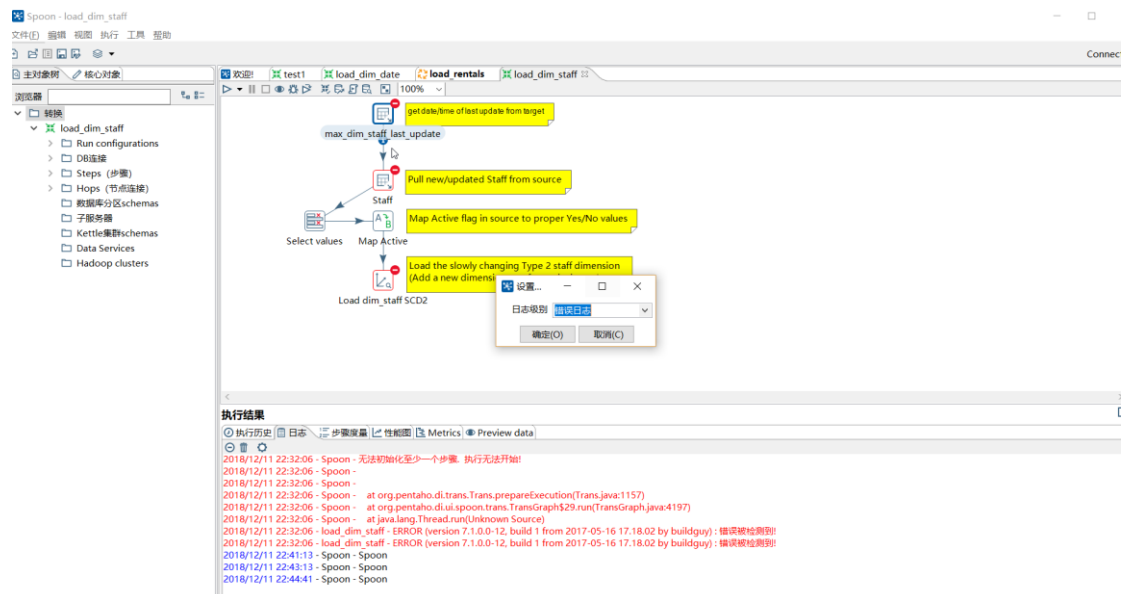 Spoon - load_dim_staff
文件(F) 编辑 视图 执行 工具 帮助
Connec
主对象树 核心对象
欢迎! test1 load_dim_date load_rentals load_dim_staff
浏览器
100%
转换
load_dim_staff
Run configurations
DB连接
Steps (步骤)
Hops (节点连接)
数据库分区schemas
子服务器
Kettle集群schemas
Data Services
Hadoop clusters
get date/time of last update from target
max_dim_staff_last_update
Pull new/updated Staff from source
Staff
Map Active flag in source to proper Yes/No values
Select values Map Active
Load the slowly changing Type 2 staff dimension
(Add a new dimensi
Load dim_staff SCD2
设置...
日志级别 错误日志
确定(O) 取消(C)
执行结果
执行历史 日志 步骤度量 性能图 Metrics Preview data
2018/12/11 22:32:06 - Spoon - 无法初始化至少一个步骤. 执行无法开始!
2018/12/11 22:32:06 - Spoon -
2018/12/11 22:32:06 - Spoon -
2018/12/11 22:32:06 - Spoon - at org.pentaho.di.trans.Trans.prepareExecution(Trans.java:1157)
2018/12/11 22:32:06 - Spoon - at org.pentaho.di.ui.spoon.trans.TransGraph$29.run(TransGraph.java:4197)
2018/12/11 22:32:06 - Spoon - at java.lang.Thread.run(Unknown Source)
2018/12/11 22:32:06 - load_dim_staff - ERROR (version 7.1.0.0-12, build 1 from 2017-05-16 17.18.02 by buildguy) : 错误被检测到!
2018/12/11 22:32:06 - load_dim_staff - ERROR (version 7.1.0.0-12, build 1 from 2017-05-16 17.18.02 by buildguy) : 错误被检测到!
2018/12/11 22:41:13 - Spoon - Spoon
2018/12/11 22:43:13 - Spoon - Spoon
2018/12/11 22:44:41 - Spoon - Spoon